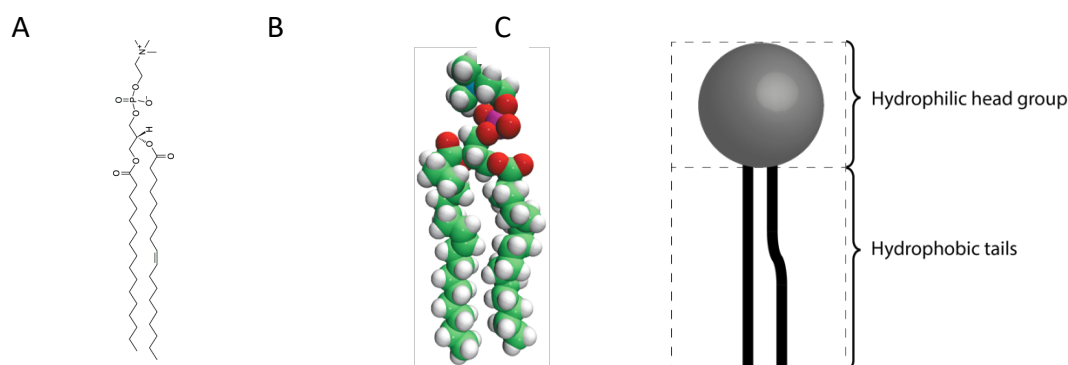 A
B
C
N+
O
O=P-O-
O
H
O
O
O
O
Hydrophilic head group
Hydrophobic tails